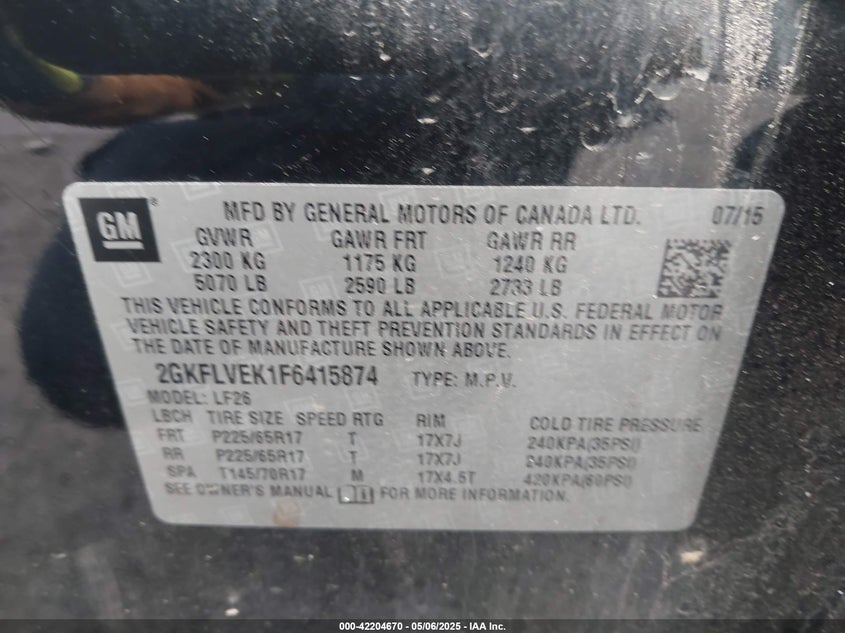 GM®
MFD BY GENERAL MOTORS OF CANADA LTD. 07/15
GVWR GAWR FRT GAWR RR
2300 KG 1175 KG 1240 KG
5070 LB 2590 LB 2733 LB
THIS VEHICLE CONFORMS TO ALL APPLICABLE U.S. FEDERAL MOTOR
VEHICLE SAFETY AND THEFT PREVENTION STANDARDS IN EFFECT ON
THE DATE OF MANUFACTURE SHOWN ABOVE.
2GKFLVEK1F6415874 TYPE: M.P.V.
MODEL: LF26
LBCH TIRE SIZE SPEED RTG RIM COLD TIRE PRESSURE
FRT P225/65R17 T 17X7J 240KPA(35PSI)
RR P225/65R17 T 17X7J 240KPA(35PSI)
SPA T145/70R17 M 17X4.5T 420KPA(60PSI)
SEE OWNER'S MANUAL FOR MORE INFORMATION.
000-42204670 — 05/06/2025 — IAA Inc.